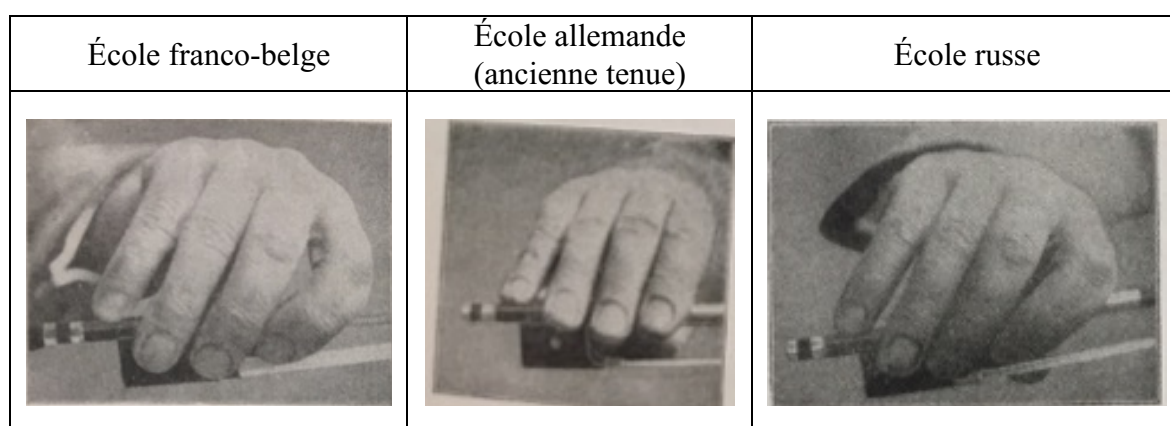 École franco-belge
École allemande
(ancienne tenue)
École russe